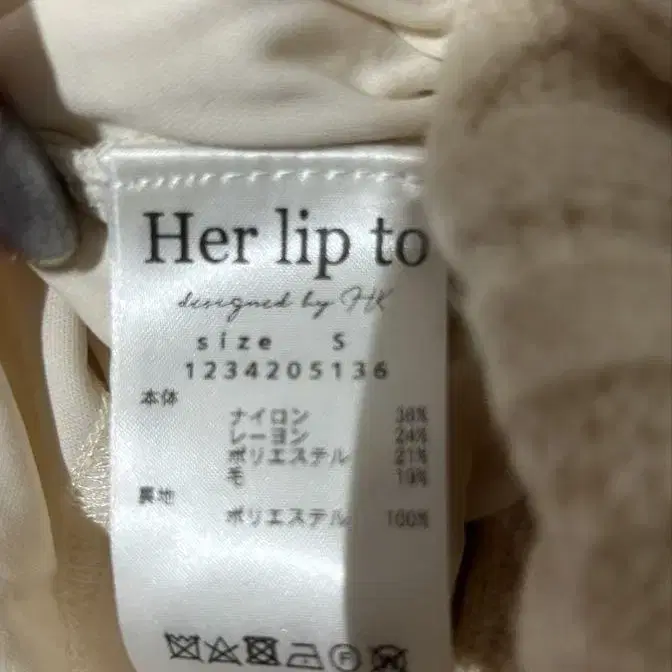 Her lip to
designed by HK
size S
1234205136
本体
ナイロン 36%
レーヨン 24%
ポリエステル 21%
毛 19%
裏地
ポリエステル 100%